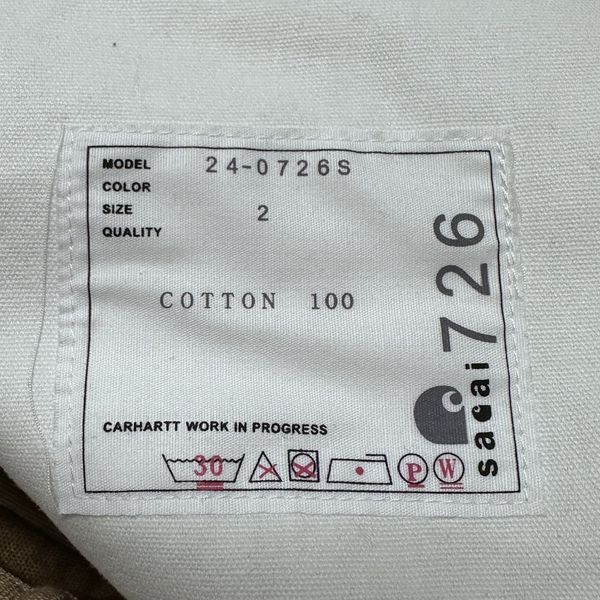 MODEL 24-0726S
COLOR
SIZE 2
QUALITY
COTTON 100
CARHARTT WORK IN PROGRESS
30 P W
sacai 726